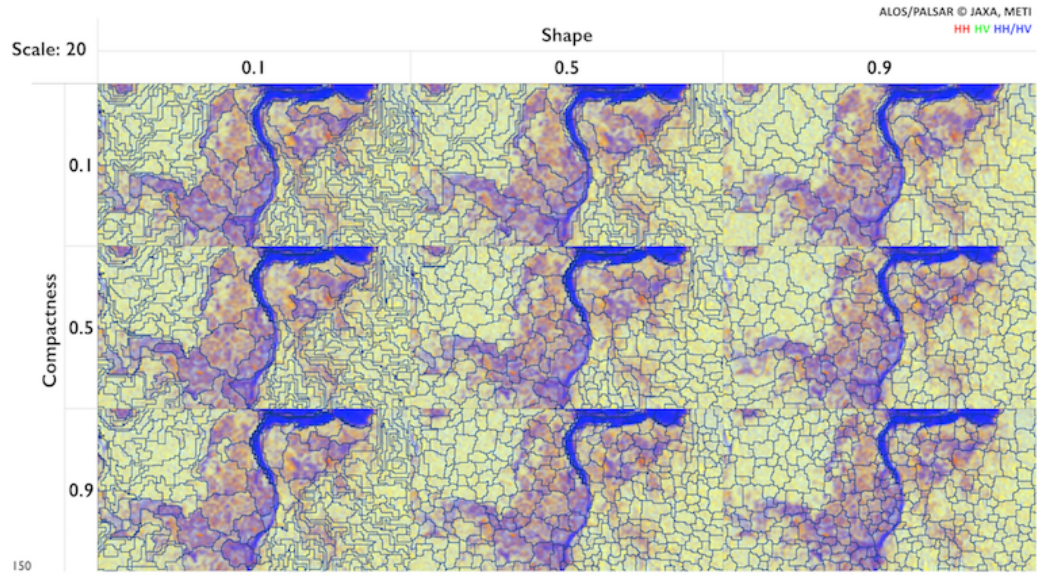 ALOS/PALSAR © JAXA, METI
HH HV HH/HV
Scale: 20
Shape
0.1 0.5 0.9
Compactness
0.1
0.5
0.9
150